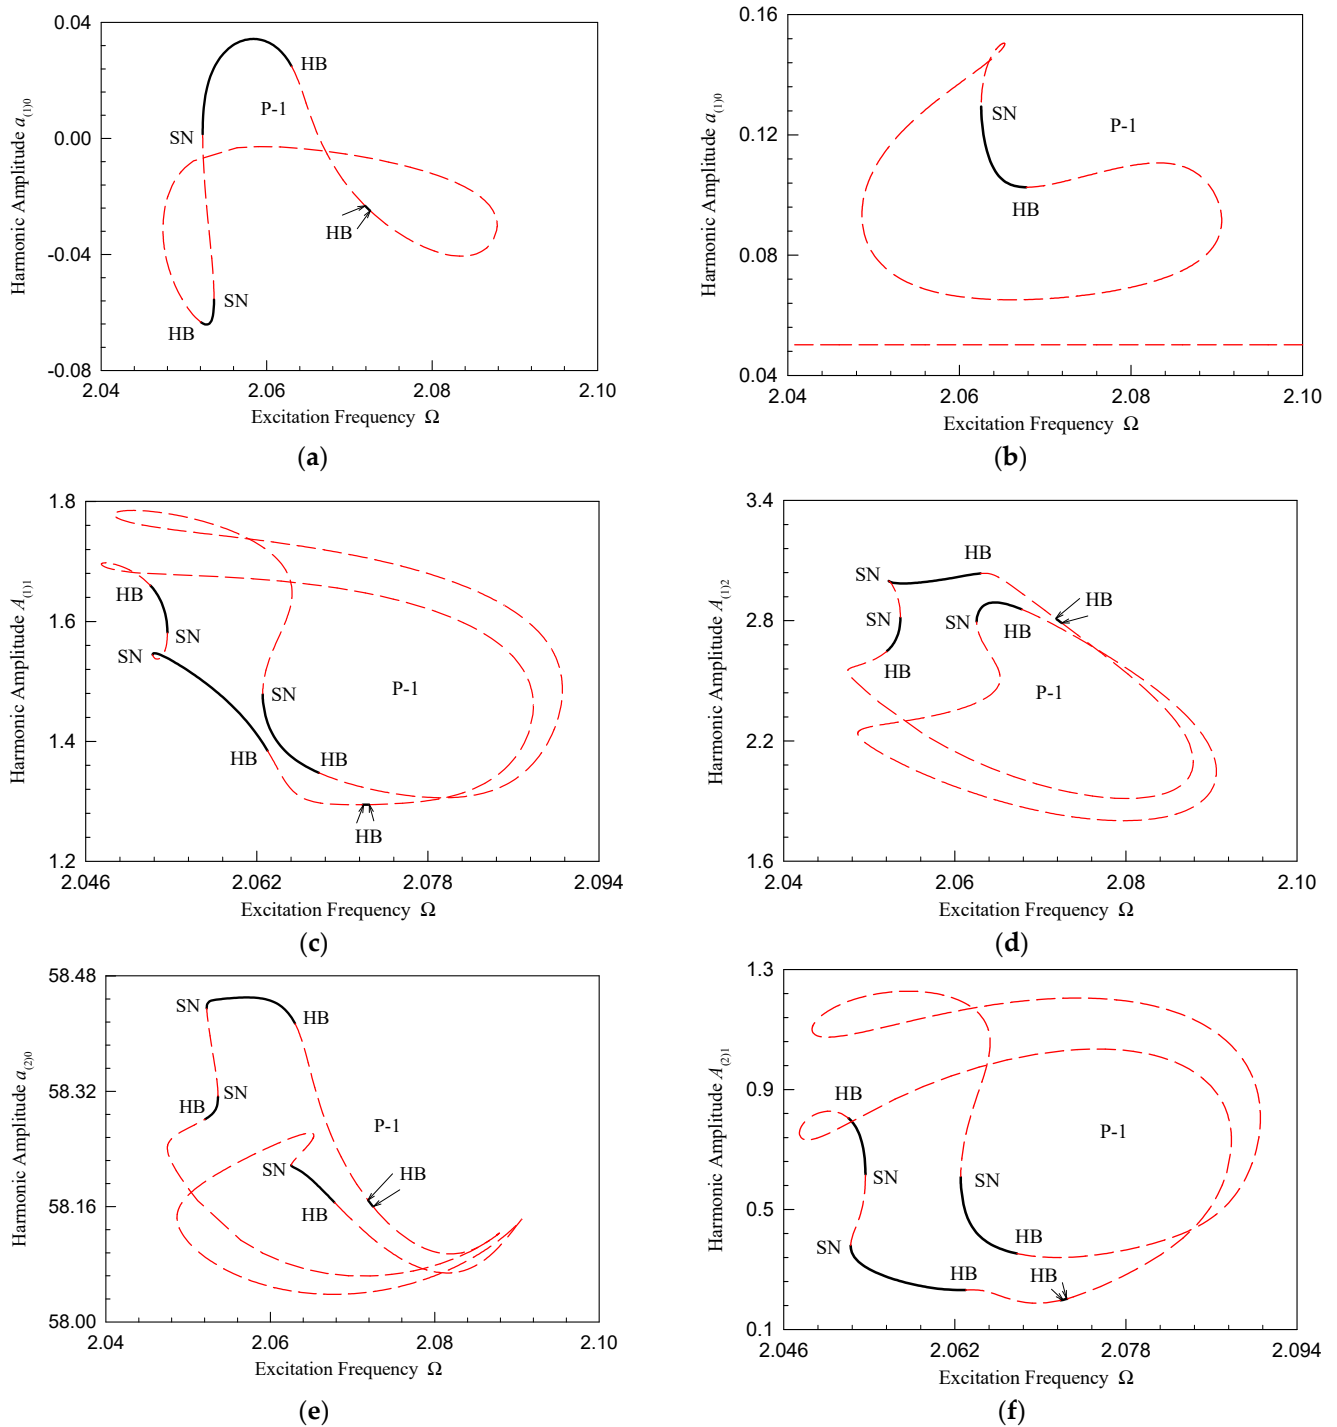 0.04
0.00
-0.04
-0.08
2.04
2.06
2.08
2.10
Harmonic Amplitude a(1)0
Excitation Frequency Ω
HB
P-1
SN
HB
SN
HB
(a)
0.16
0.12
0.08
0.04
2.04
2.06
2.08
2.10
Harmonic Amplitude a(1)0
Excitation Frequency Ω
SN
P-1
HB
(b)
1.8
1.6
1.4
1.2
2.046
2.062
2.078
2.094
Harmonic Amplitude A(1)1
Excitation Frequency Ω
HB
SN
SN
SN
P-1
HB
HB
HB
(c)
3.4
2.8
2.2
1.6
2.04
2.06
2.08
2.10
Harmonic Amplitude A(1)2
Excitation Frequency Ω
HB
SN
HB
SN
SN
HB
HB
P-1
(d)
58.48
58.32
58.16
58.00
2.04
2.06
2.08
2.10
Harmonic Amplitude a(2)0
Excitation Frequency Ω
SN
HB
SN
HB
P-1
SN
HB
HB
(e)
1.3
0.9
0.5
0.1
2.046
2.062
2.078
2.094
Harmonic Amplitude A(2)1
Excitation Frequency Ω
HB
P-1
SN
SN
SN
HB
HB
HB
(f)